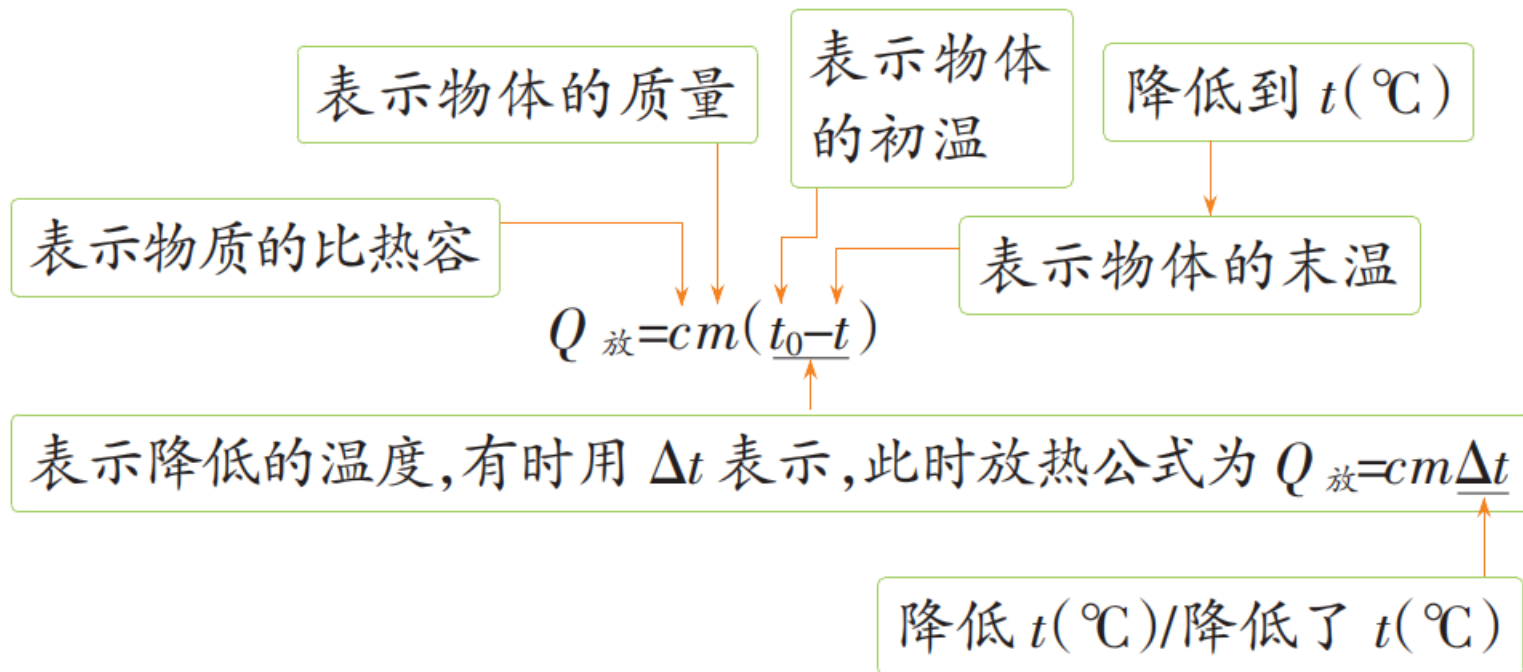 表示物体的质量
表示物体
的初温
降低到 t(℃)
表示物质的比热容
表示物体的末温
Q放=cm(t₀−t)
表示降低的温度,有时用 Δt 表示,此时放热公式为 Q放=cmΔt
降低 t(℃)/降低了 t(℃)